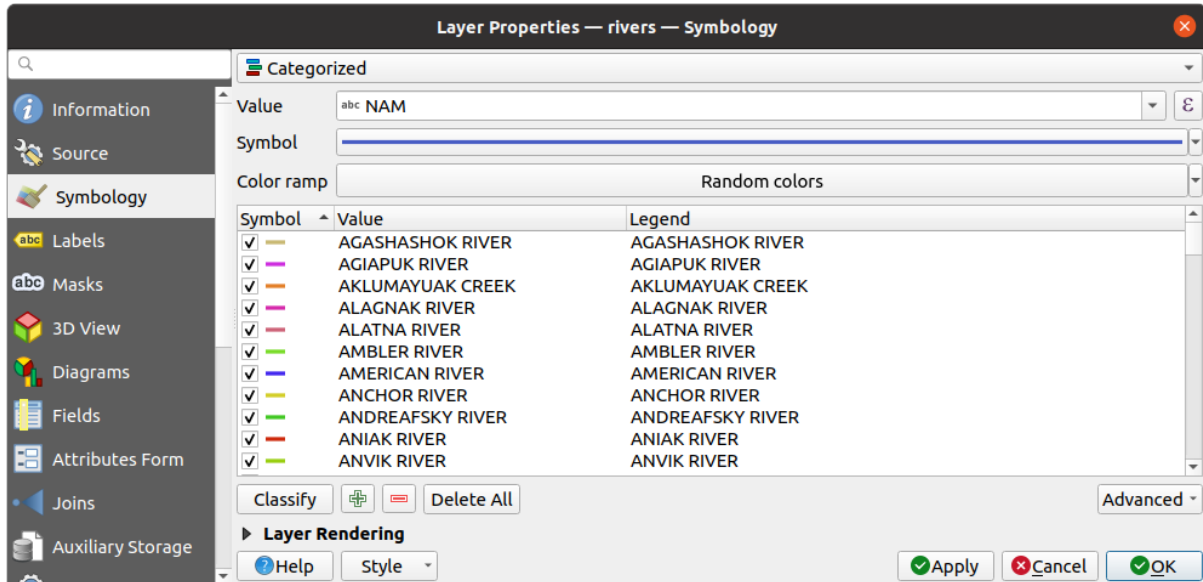 Layer Properties — rivers — Symbology
Information
Source
Symbology
abc Labels
abc Masks
3D View
Diagrams
Fields
Attributes Form
Joins
Auxiliary Storage
Categorized
Value abc NAM ε
Symbol
Color ramp Random colors
Symbol Value Legend
AGASHASHOK RIVER AGASHASHOK RIVER
AGIAPUK RIVER AGIAPUK RIVER
AKLUMAYUAK CREEK AKLUMAYUAK CREEK
ALAGNAK RIVER ALAGNAK RIVER
ALATNA RIVER ALATNA RIVER
AMBLER RIVER AMBLER RIVER
AMERICAN RIVER AMERICAN RIVER
ANCHOR RIVER ANCHOR RIVER
ANDREAFSKY RIVER ANDREAFSKY RIVER
ANIAK RIVER ANIAK RIVER
ANVIK RIVER ANVIK RIVER
Classify Delete All Advanced
Layer Rendering
Help Style Apply Cancel OK